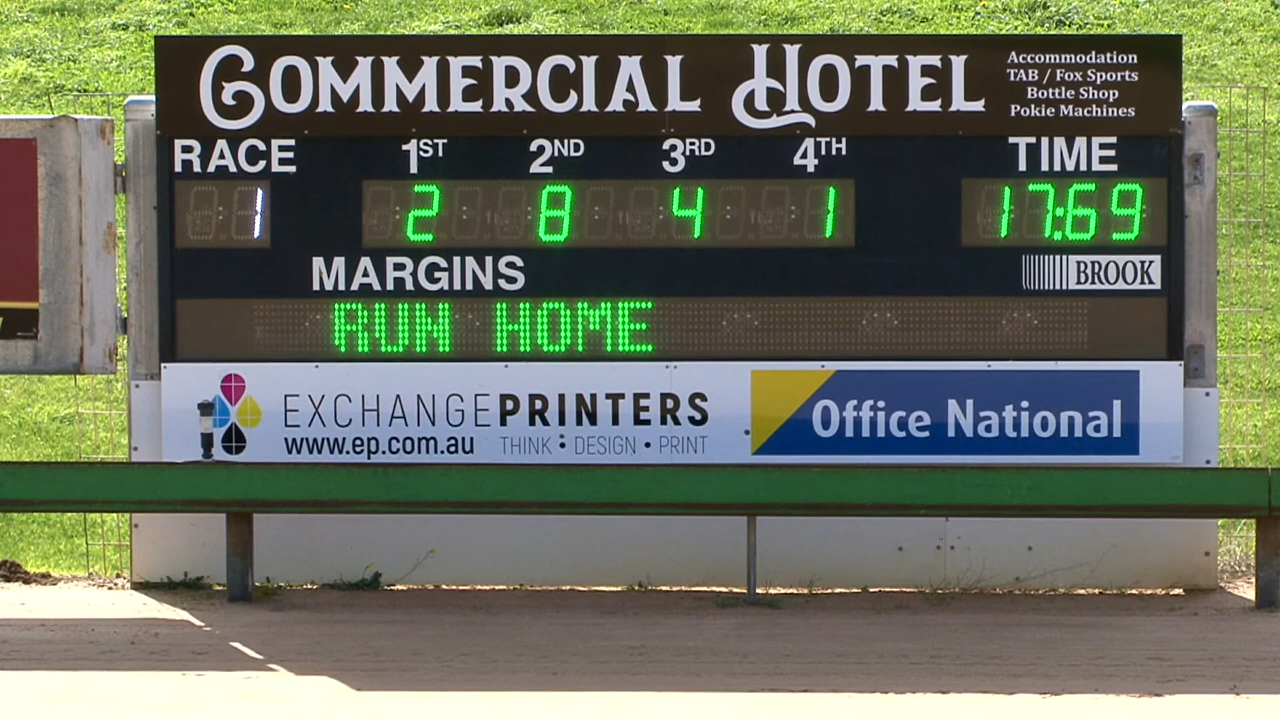 COMMERCIAL HOTEL
Accommodation
TAB / Fox Sports
Bottle Shop
Pokie Machines
RACE 1ST 2ND 3RD 4TH TIME
1 2 8 4 1 17:69
MARGINS
BROOK
RUN HOME
EXCHANGEPRINTERS
www.ep.com.au THINK • DESIGN • PRINT
Office National